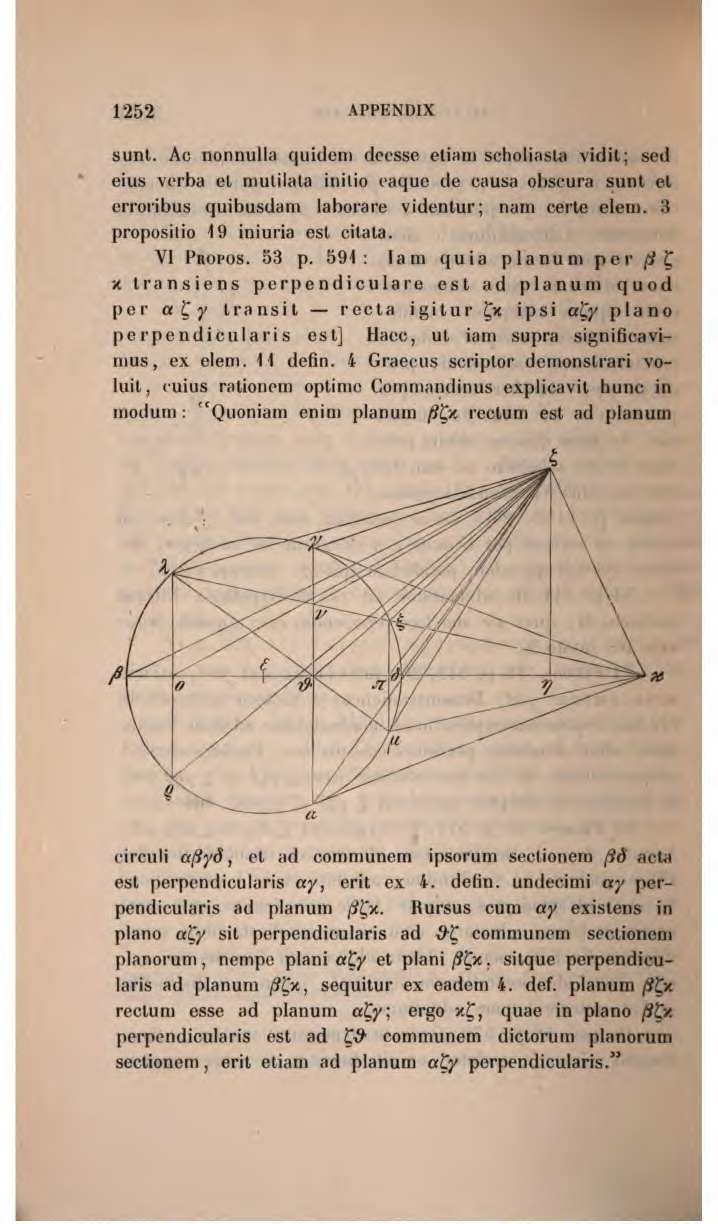 1252 APPENDIX
sunt. Ac nonnulla quidem deesse etiam scholiasta vidit; sed
eius verba et mutilata initio eaque de causa obscura sunt et
erroribus quibusdam laborare videntur; nam certe elem. 3
propositio 19 iniuria est citata.
VI Propos. 53 p. 591: Iam quia planum per β ζ
κ transiens perpendiculare est ad planum quod
per α ζ γ transit — recta igitur ζκ ipsi αζγ plano
perpendicularis est] Haec, ut iam supra significavi-
mus, ex elem. 11 defin. 4 Graecus scriptor demonstrari vo-
luit, cuius rationem optime Commandinus explicavit hunc in
modum: “Quoniam enim planum βζκ rectum est ad planum
ζ
γ
λ
ν
ξ
β ο ε ϑ π δ η κ
μ
ϱ
α
circuli αβγδ, et ad communem ipsorum sectionem βδ acta
est perpendicularis αγ, erit ex 4. defin. undecimi αγ per-
pendicularis ad planum βζκ. Rursus cum αγ existens in
plano αζγ sit perpendicularis ad ϑζ communem sectionem
planorum, nempe plani αζγ et plani βζκ, sitque perpendicu-
laris ad planum βζκ, sequitur ex eadem 4. def. planum βζκ
rectum esse ad planum αζγ; ergo κζ, quae in plano βζκ
perpendicularis est ad ζϑ communem dictorum planorum
sectionem, erit etiam ad planum αζγ perpendicularis.”